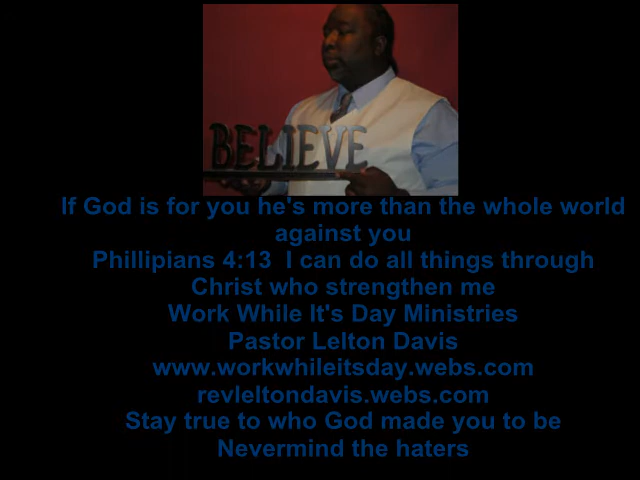 BELIEVE
If God is for you he's more than the whole world
against you
Phillipians 4:13  I can do all things through
Christ who strengthen me
Work While It's Day Ministries
Pastor Lelton Davis
www.workwhileitsday.webs.com
revleltondavis.webs.com
Stay true to who God made you to be
Nevermind the haters